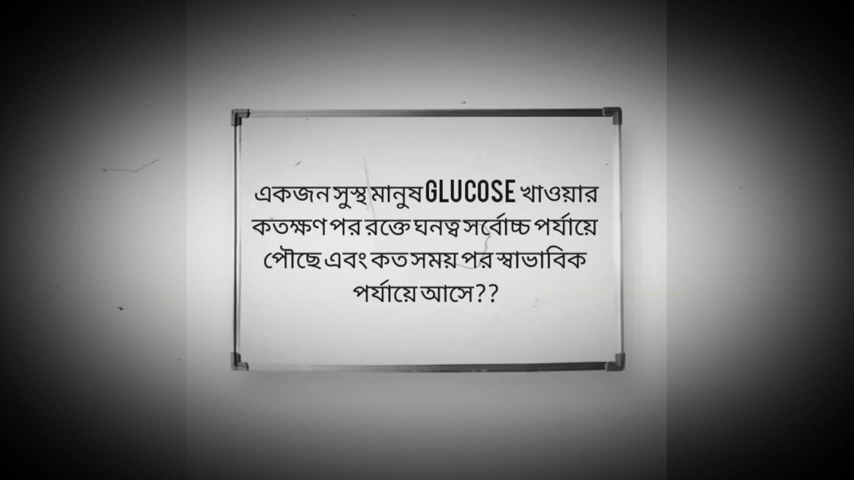 একজন সুস্থ মানুষ GLUCOSE খাওয়ার
কতক্ষণ পর রক্তে ঘনত্ব সর্বোচ্চ পর্যায়ে
পৌছে এবং কত সময় পর স্বাভাবিক
পর্যায়ে আসে??